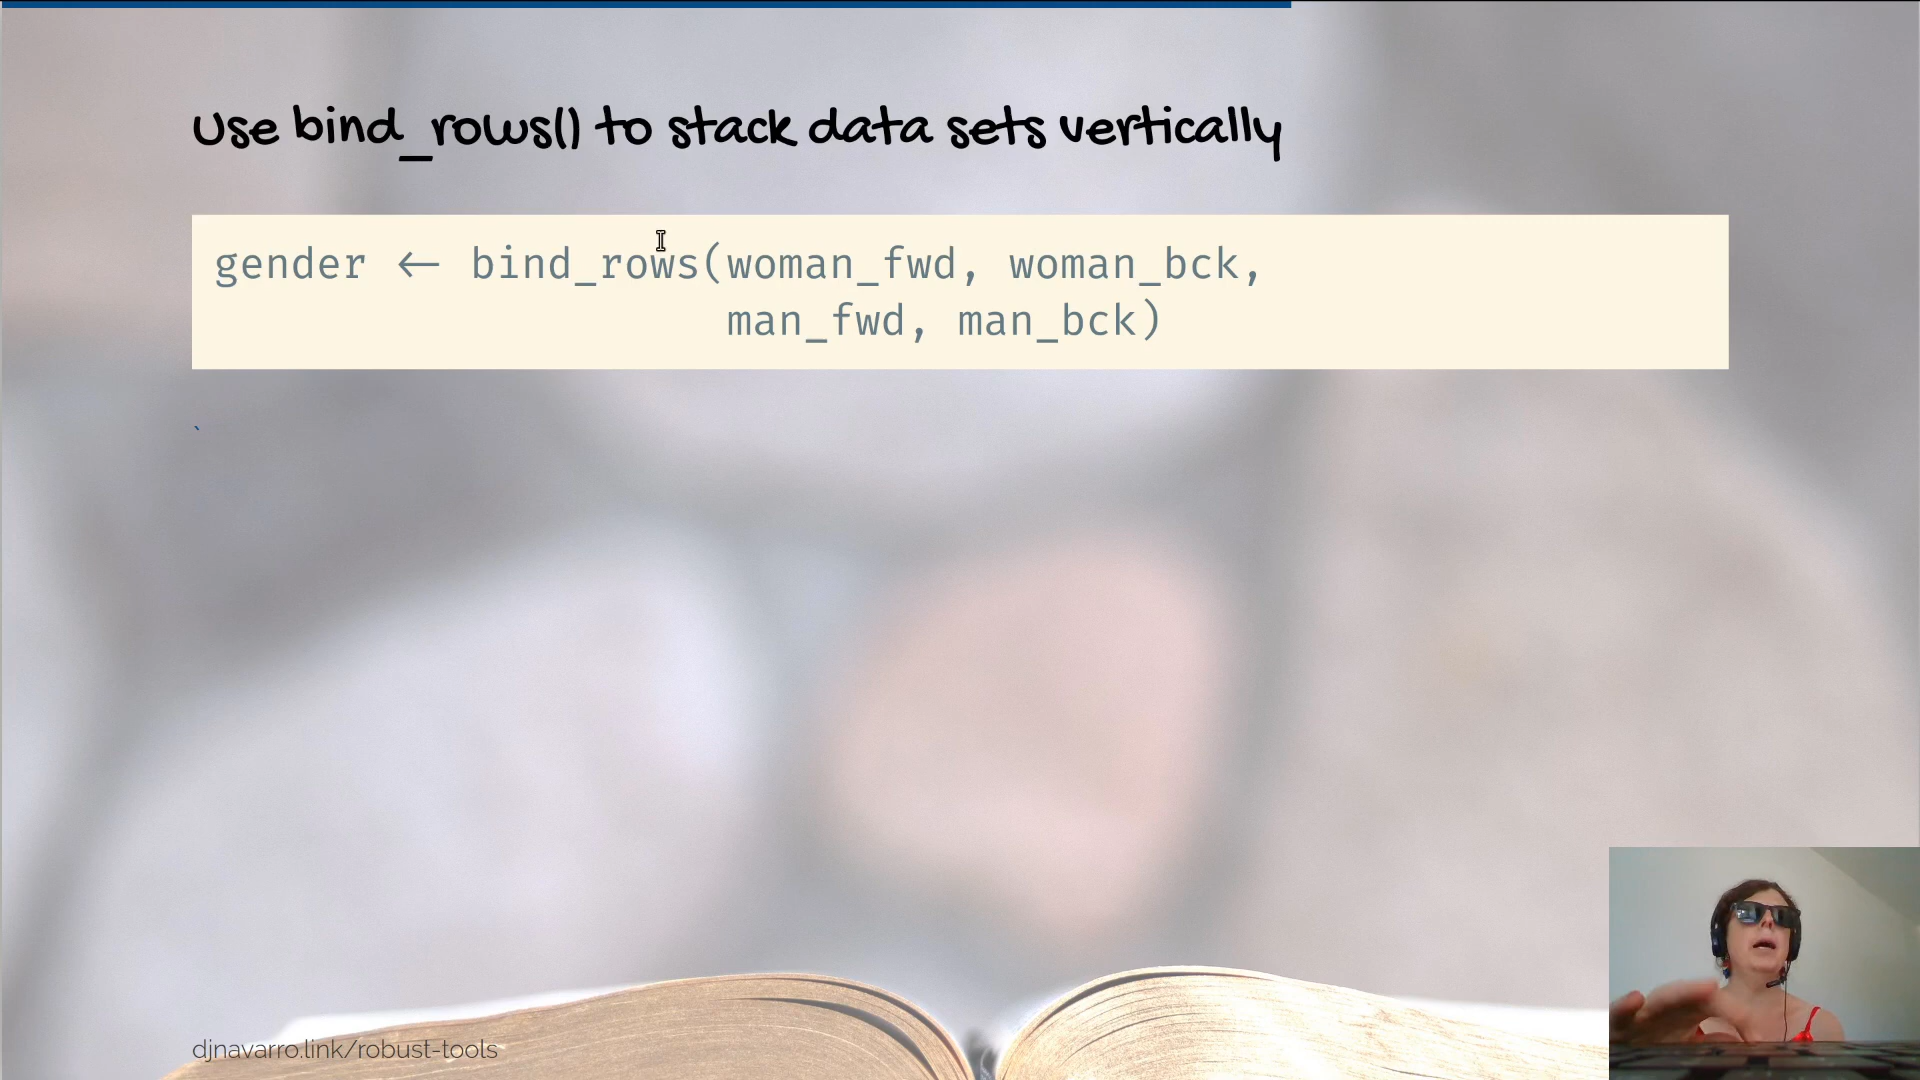 Use bind_rows() to stack data sets vertically
gender ← bind_rows(woman_fwd, woman_bck,
man_fwd, man_bck)
`
djnavarro.link/robust-tools